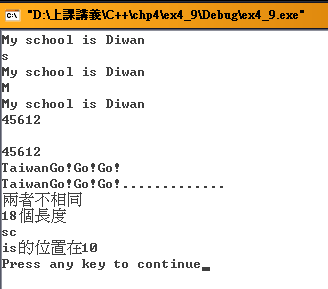 "D:\上課講義\C++\chp4\ex4_9\Debug\ex4_9.exe"
My school is Diwan
s
My school is Diwan
M
My school is Diwan
45612

45612
TaiwanGo!Go!Go!
TaiwanGo!Go!Go!.............
兩者不相同
18個長度
sc
is的位置在10
Press any key to continue